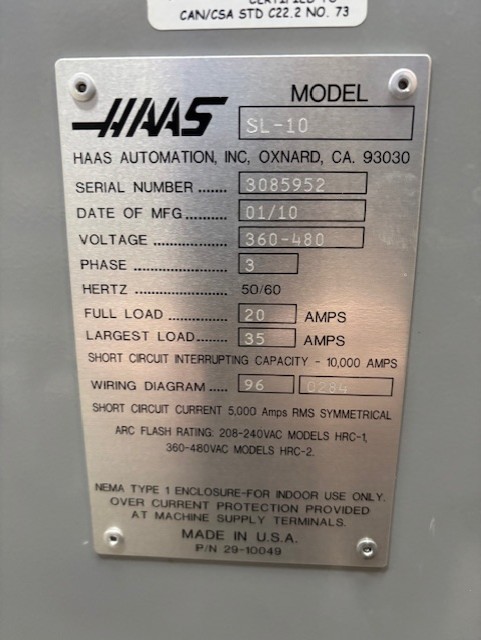 CAN/CSA STD C22.2 NO. 73
HAAS
MODEL
SL-10
HAAS AUTOMATION, INC, OXNARD, CA. 93030
SERIAL NUMBER ....... 3085952
DATE OF MFG.......... 01/10
VOLTAGE .................. 360-480
PHASE ...................... 3
HERTZ ...................... 50/60
FULL LOAD .............. 20 AMPS
LARGEST LOAD....... 35 AMPS
SHORT CIRCUIT INTERRUPTING CAPACITY - 10,000 AMPS
WIRING DIAGRAM ..... 96 0284
SHORT CIRCUIT CURRENT 5,000 Amps RMS SYMMETRICAL
ARC FLASH RATING: 208-240VAC MODELS HRC-1,
360-480VAC MODELS HRC-2.
NEMA TYPE 1 ENCLOSURE-FOR INDOOR USE ONLY.
OVER CURRENT PROTECTION PROVIDED
AT MACHINE SUPPLY TERMINALS.
MADE IN U.S.A.
P/N 29-10049